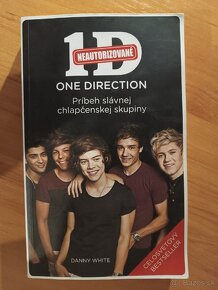 1D
NEAUTORIZOVANÉ
ONE DIRECTION
Príbeh slávnej
chlapčenskej skupiny
DANNY WHITE
CELOSVETOVÝ
BESTSELLER